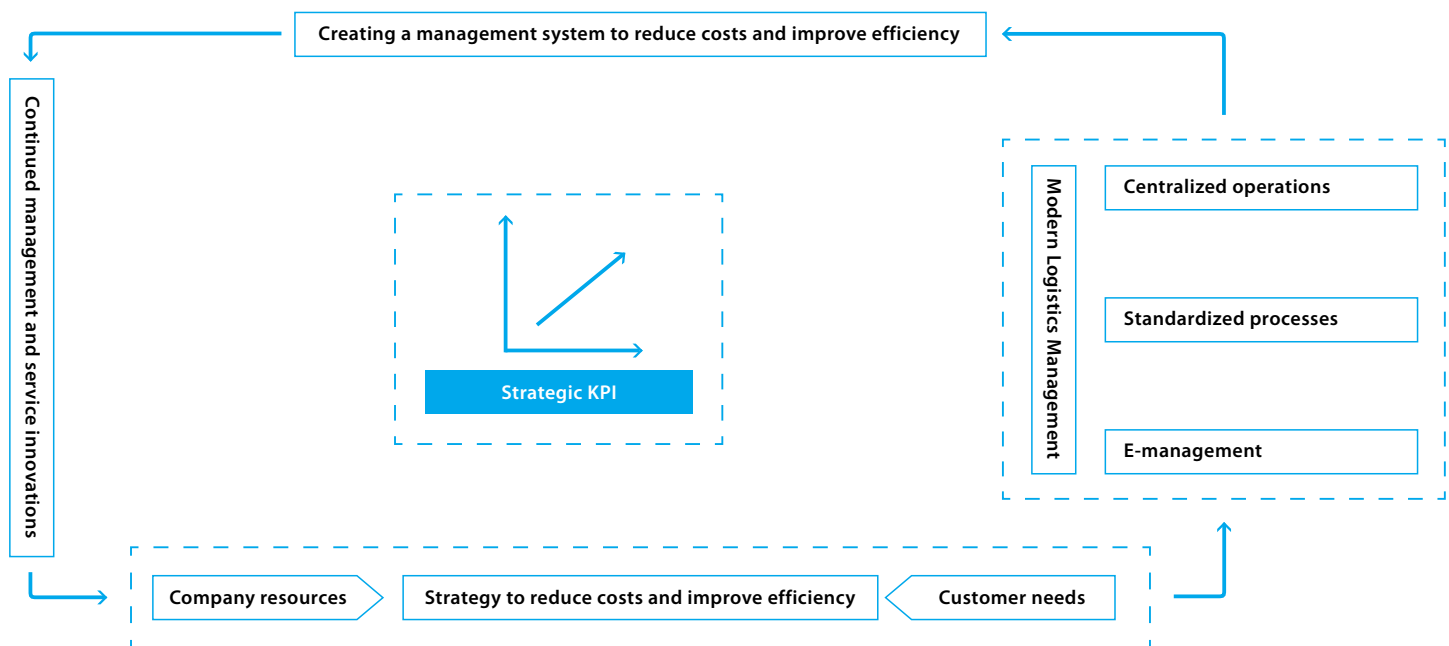 Creating a management system to reduce costs and improve efficiency
Continued management and service innovations
Modern Logistics Management
Centralized operations
Standardized processes
E-management
Strategic KPI
Company resources
Strategy to reduce costs and improve efficiency
Customer needs